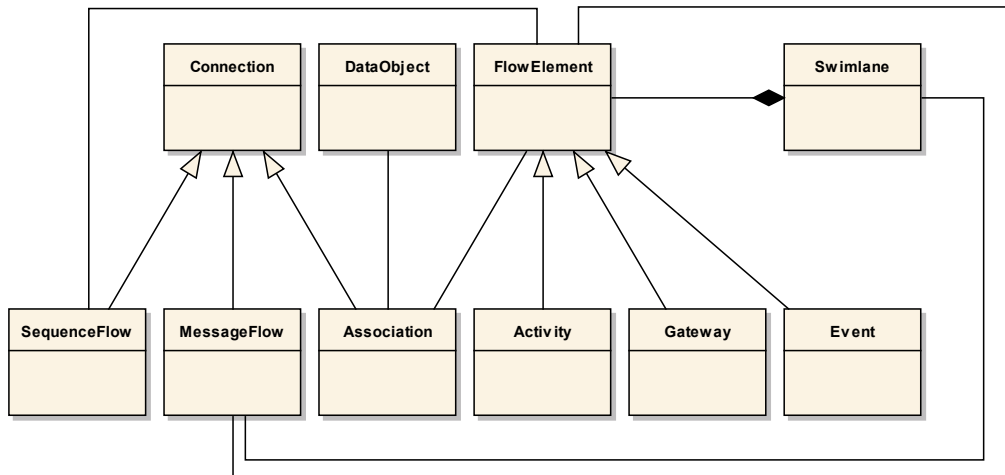 Connection
DataObject
FlowElement
Swimlane
SequenceFlow
MessageFlow
Association
Activity
Gateway
Event